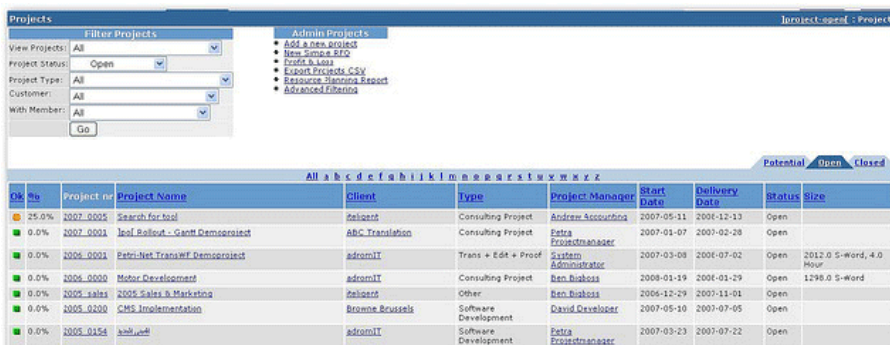 Projects
]project-open[ : Project
Filter Projects
View Projects: All
Project Status: Open
Project Type: All
Customer: All
With Member: All
Go
Admin Projects
Add a new project
New Simple RFQ
Profit & Loss
Export Projects CSV
Resource Planning Report
Advanced Filtering
Potential Open Closed
All a b c d e f g h i j k l m n o p q r s t u v w x y z
Ok % Project nr Project Name Client Type Project Manager Start Date Delivery Date Status Size
25.0% 2007_0005 Search for tool iteligent Consulting Project Andrew Accounting 2007-05-11 2006-12-13 Open
0.0% 2007_0001 ]po[ Rollout - Gantt Demoproject ABC Translation Consulting Project Petra Projectmanager 2007-01-07 2007-02-28 Open
0.0% 2006_0001 Petri-Net TransWF Demoproject adromIT Trans + Edit + Proof System Administrator 2007-03-08 2006-07-02 Open 2012.0 S-Word, 4.0 Hour
0.0% 2006_0000 Motor Development adromIT Consulting Project Ben Bigboss 2008-01-19 2008-01-29 Open 1298.0 S-Word
0.0% 2005_sales 2005 Sales & Marketing iteligent Other Ben Bigboss 2006-12-29 2007-11-01 Open
0.0% 2005_0200 CMS Implementation Browne Brussels Software Development David Developer 2007-05-10 2007-07-05 Open
0.0% 2005_0154 adromIT Software Development Petra Projectmanager 2007-03-23 2007-07-22 Open